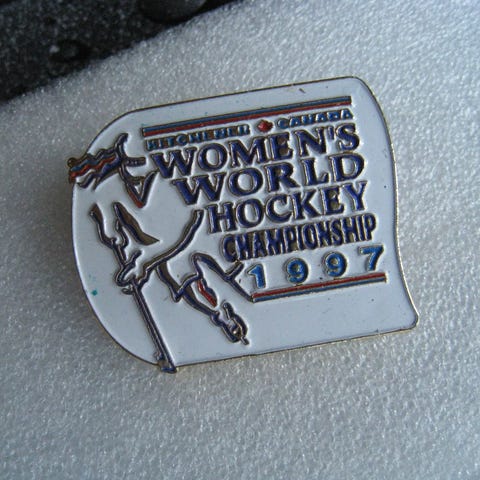 KITCHENER CANADA
WOMEN'S
WORLD
HOCKEY
CHAMPIONSHIP
1997